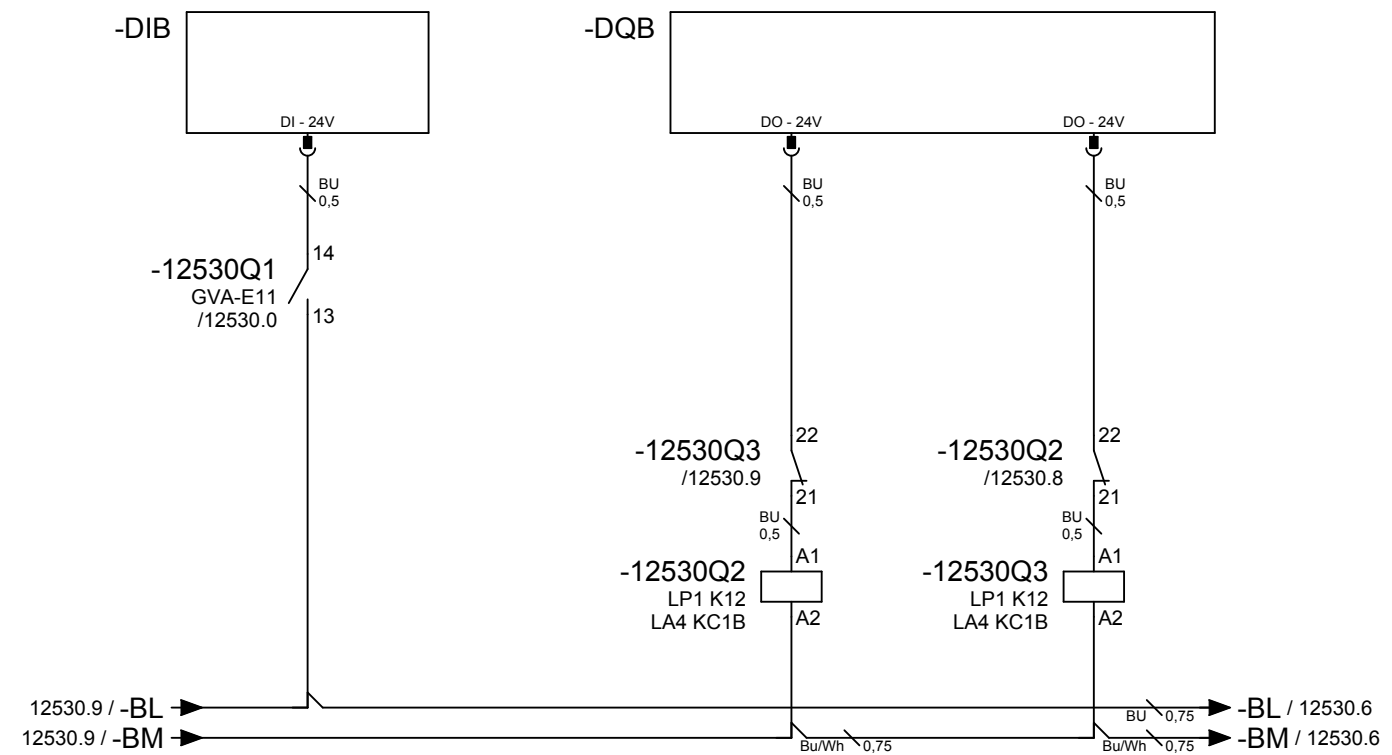 -DIB
DI - 24V
BU
0,5
14
-12530Q1
GVA-E11
/12530.0
13
-DQB
DO - 24V
DO - 24V
BU
0,5
BU
0,5
22
-12530Q3
/12530.9
21
BU
0,5
A1
-12530Q2
LP1 K12
LA4 KC1B
A2
22
-12530Q2
/12530.8
21
BU
0,5
A1
-12530Q3
LP1 K12
LA4 KC1B
A2
12530.9 / -BL
BU 0,75
-BL / 12530.6
12530.9 / -BM
Bu/Wh 0,75
Bu/Wh 0,75
-BM / 12530.6